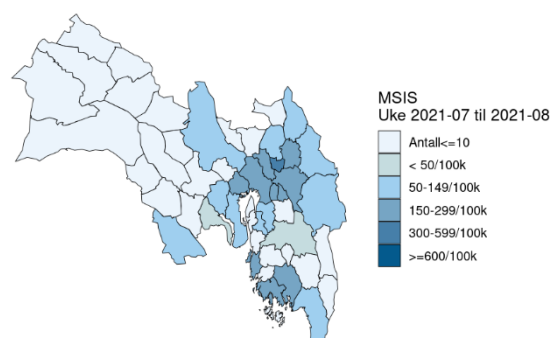 MSIS
Uke 2021-07 til 2021-08
Antall<=10
< 50/100k
50-149/100k
150-299/100k
300-599/100k
>=600/100k